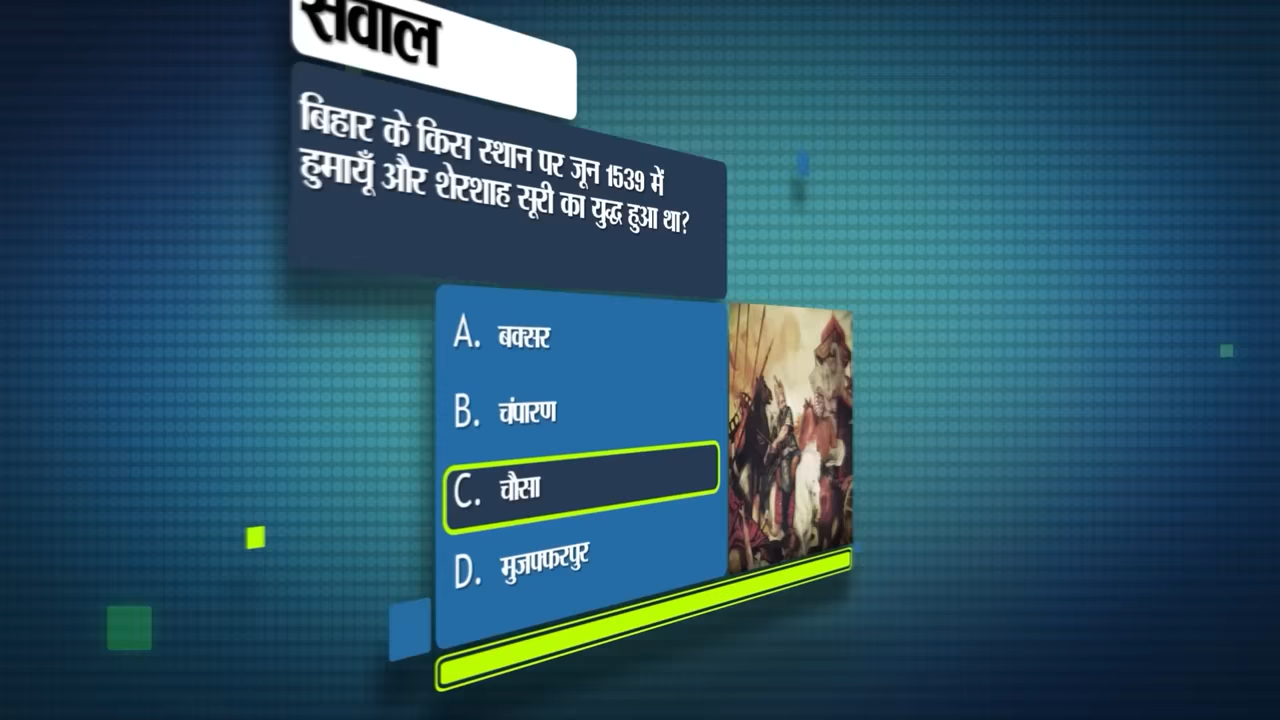 सवाल
बिहार के किस स्थान पर जून 1539 में
हुमायूँ और शेरशाह सूरी का युद्ध हुआ था?
A. बक्सर
B. चंपारण
C. चौसा
D. मुजफ्फरपुर